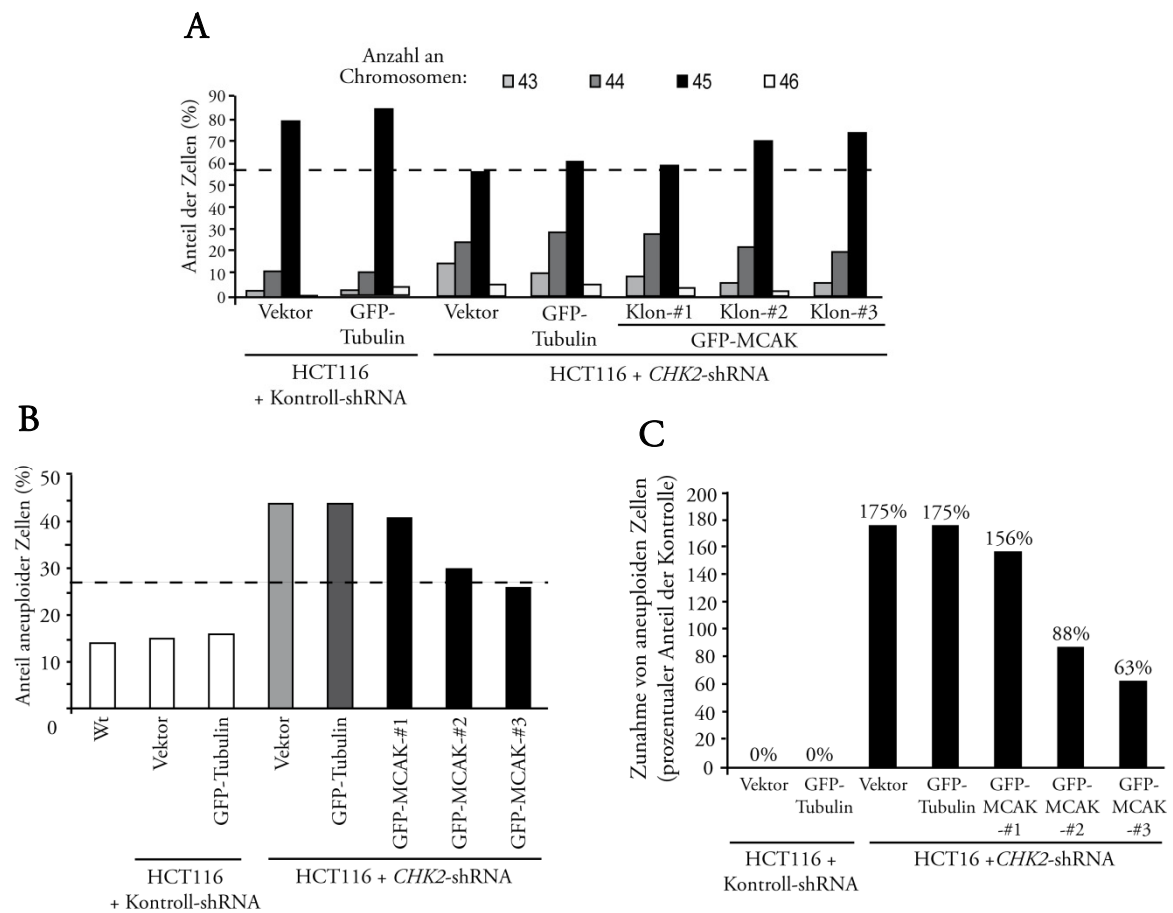 A
Anzahl an
Chromosomen:
43
44
45
46
Anteil der Zellen (%)
90
80
70
60
50
40
30
20
10
0
Vektor
GFP-
Tubulin
Vektor
GFP-
Tubulin
Klon-#1
Klon-#2
Klon-#3
GFP-MCAK
HCT116
+ Kontroll-shRNA
HCT116 + CHK2-shRNA
B
Anteil aneuploider Zellen (%)
50
40
30
20
10
0
Wt
Vektor
GFP-Tubulin
Vektor
GFP-Tubulin
GFP-MCAK-#1
GFP-MCAK-#2
GFP-MCAK-#3
HCT116
+ Kontroll-shRNA
HCT116 + CHK2-shRNA
C
Zunahme von aneuploiden Zellen
(prozentualer Anteil der Kontrolle)
200
180
160
140
120
100
80
60
40
20
0
0%
0%
175%
175%
156%
88%
63%
Vektor
GFP-
Tubulin
Vektor
GFP-
Tubulin
GFP-
MCAK
-#1
GFP-
MCAK
-#2
GFP-
MCAK
-#3
HCT116 +
Kontroll-shRNA
HCT16 +CHK2-shRNA